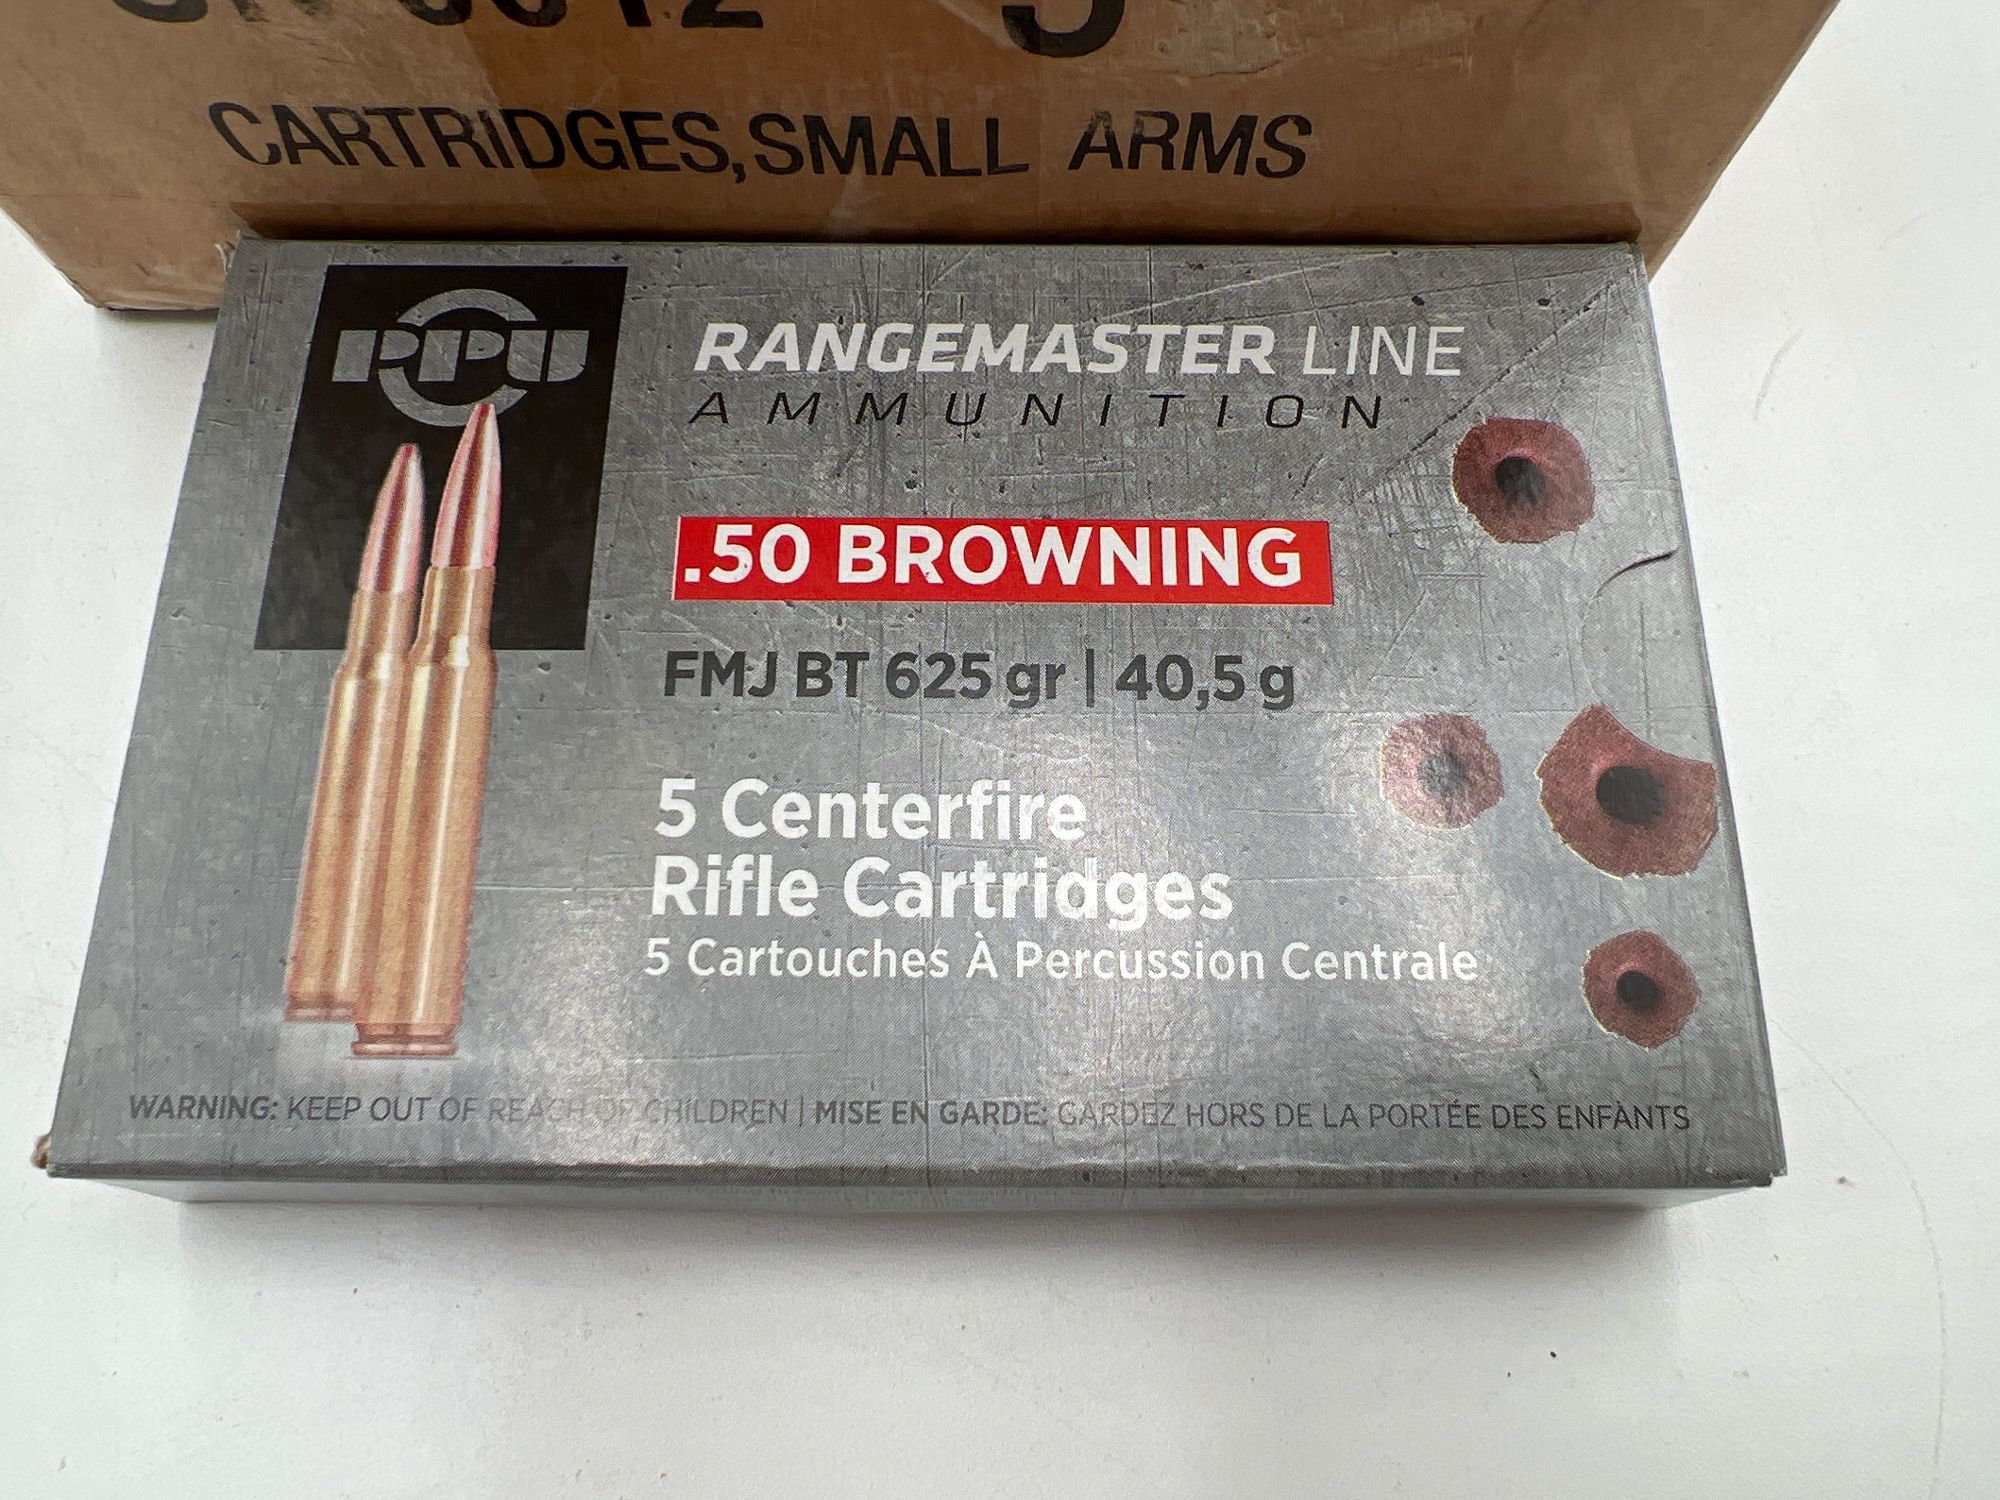 CARTRIDGES, SMALL ARMS
PPU
RANGEMASTER LINE
AMMUNITION
.50 BROWNING
FMJ BT 625 gr | 40,5 g
5 Centerfire
Rifle Cartridges
5 Cartouches À Percussion Centrale
WARNING: KEEP OUT OF REACH OF CHILDREN | MISE EN GARDE: GARDEZ HORS DE LA PORTÉE DES ENFANTS